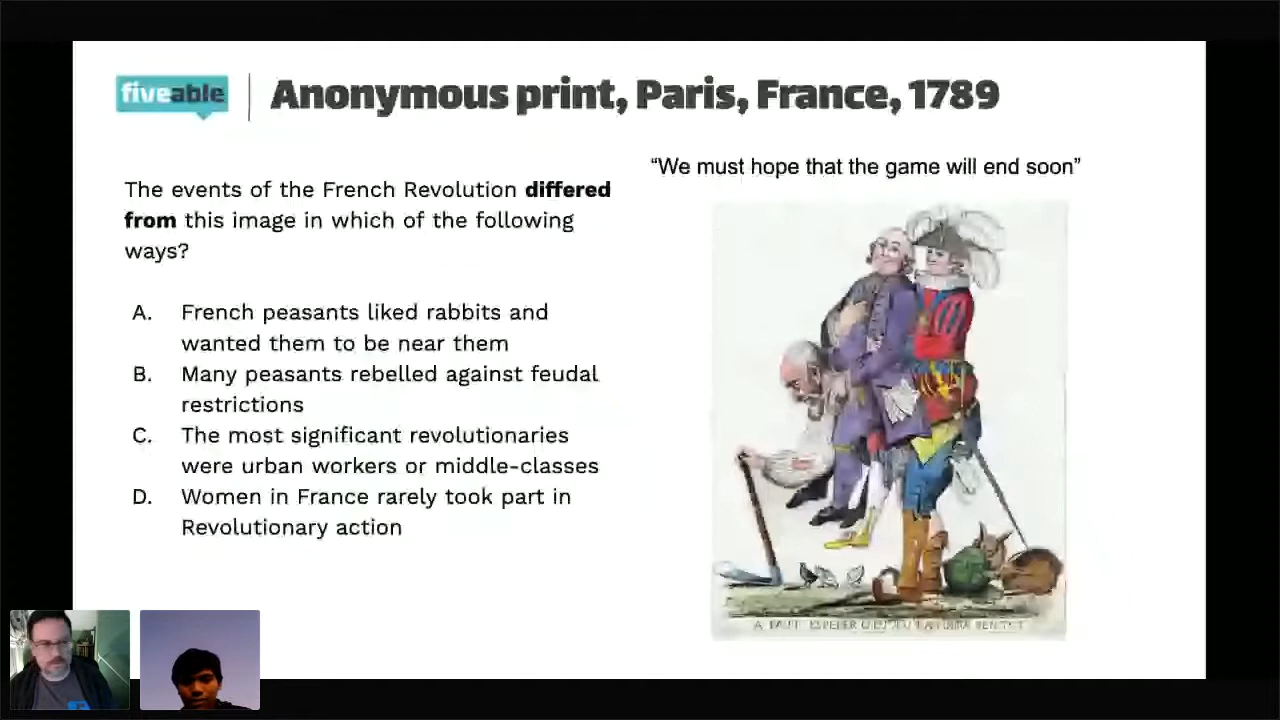 fiveable
Anonymous print, Paris, France, 1789
"We must hope that the game will end soon"
The events of the French Revolution differed
from this image in which of the following
ways?
A. French peasants liked rabbits and
wanted them to be near them
B. Many peasants rebelled against feudal
restrictions
C. The most significant revolutionaries
were urban workers or middle-classes
D. Women in France rarely took part in
Revolutionary action
A FAUT ESPERER